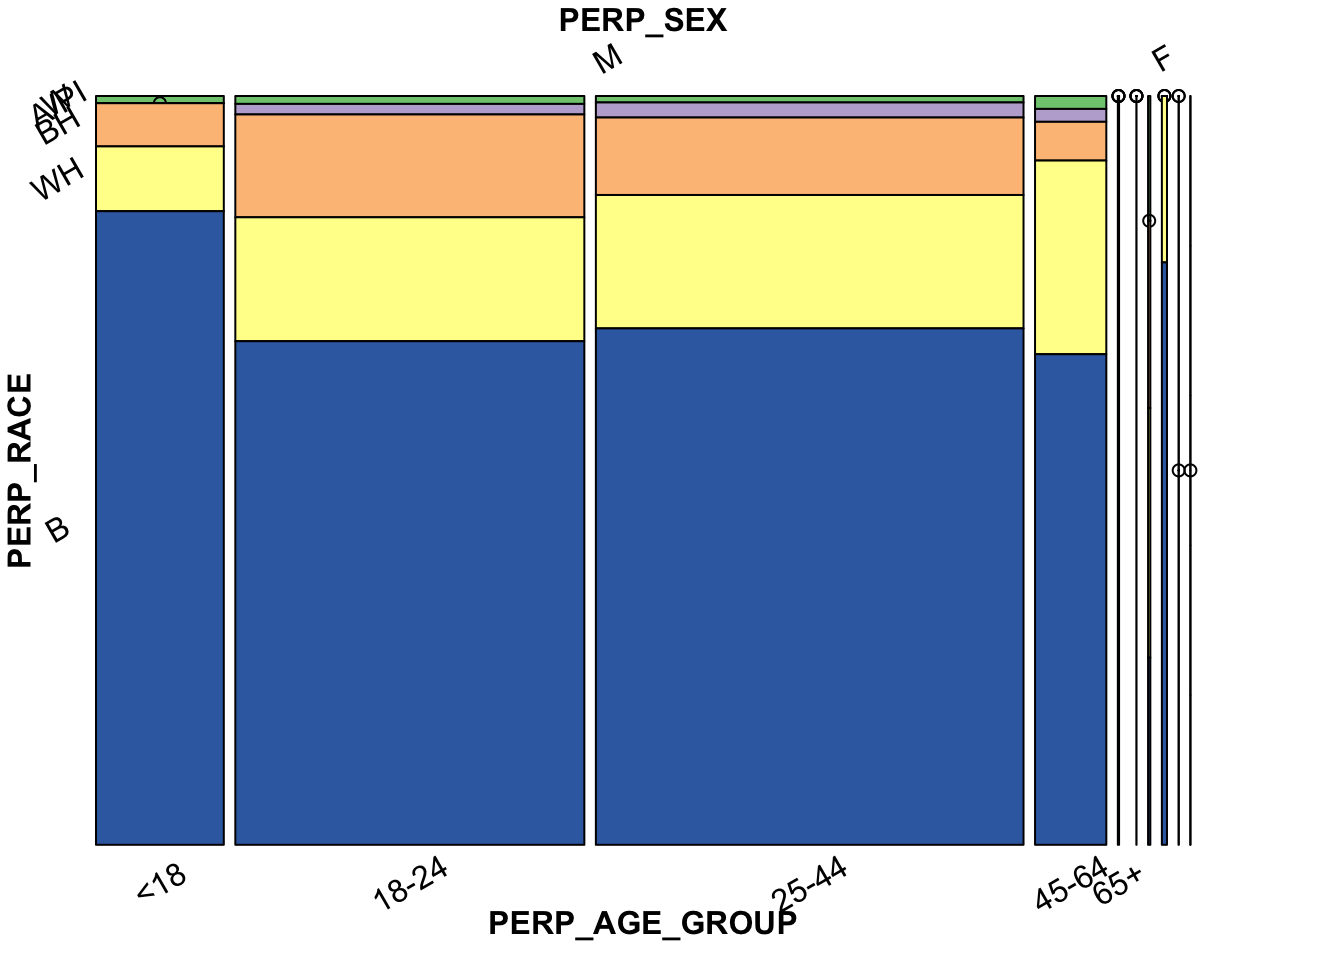 PERP_SEX
M
F
BH
WH
B
PERP_RACE
<18
18-24
25-44
45-64
65+
PERP_AGE_GROUP